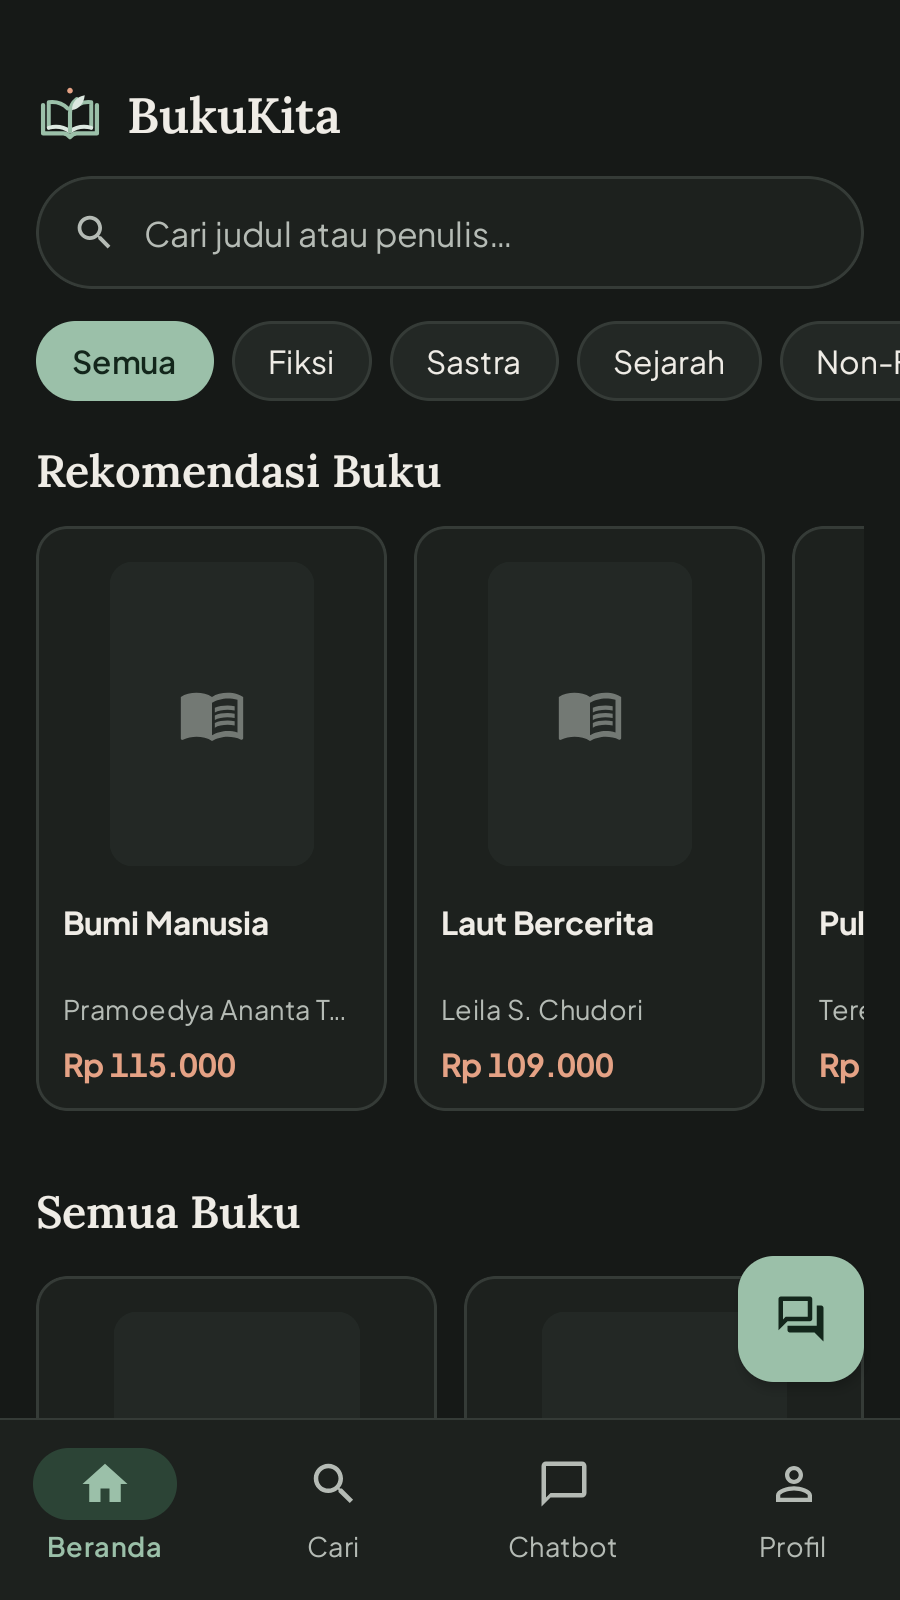 BukuKita
Cari judul atau penulis...
Semua
Fiksi
Sastra
Sejarah
Non-
Rekomendasi Buku
Bumi Manusia
Pramoedya Ananta T...
Rp 115.000
Laut Bercerita
Leila S. Chudori
Rp 109.000
Pul
Tere
Rp
Semua Buku
Beranda
Cari
Chatbot
Profil